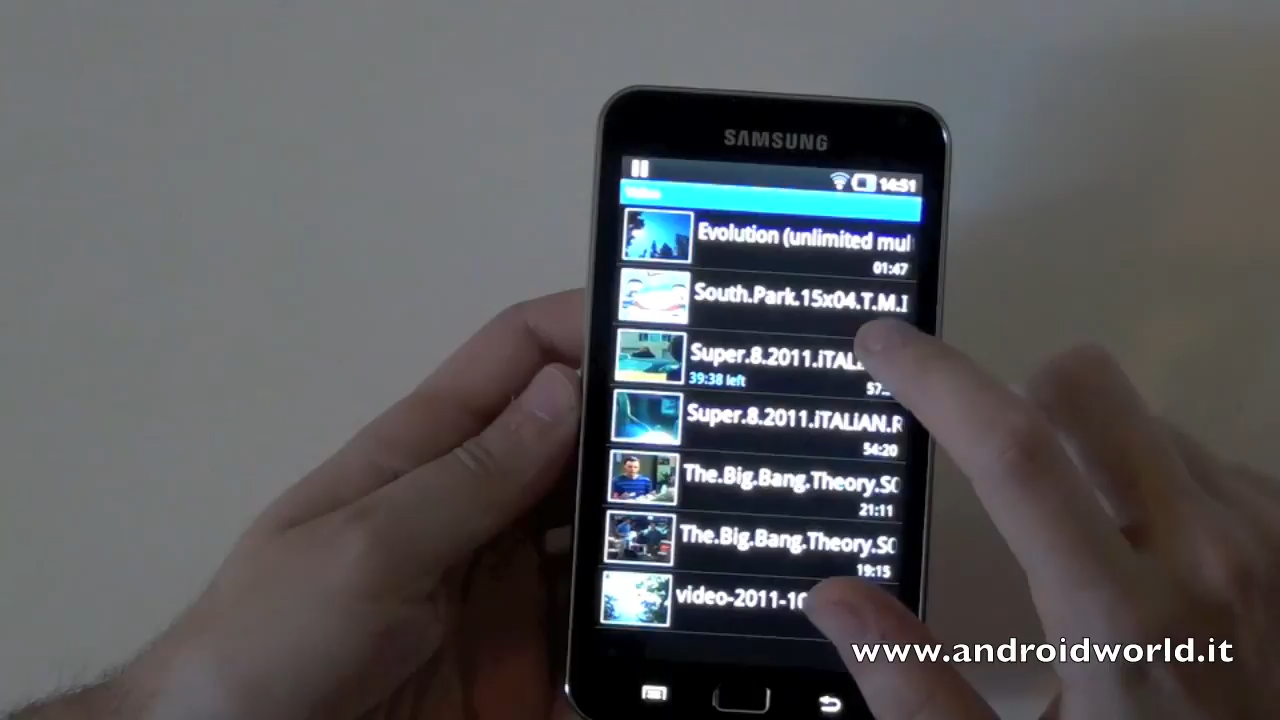 SAMSUNG
14:51
Evolution (unlimited mul
01:47
South.Park.15x04.T.M.I
Super.8.2011.iTALi
39:38 left
57
Super.8.2011.iTALiAN.R
54:20
The.Big.Bang.Theory.S0
21:11
The.Big.Bang.Theory.S0
19:15
video-2011-10
www.androidworld.it